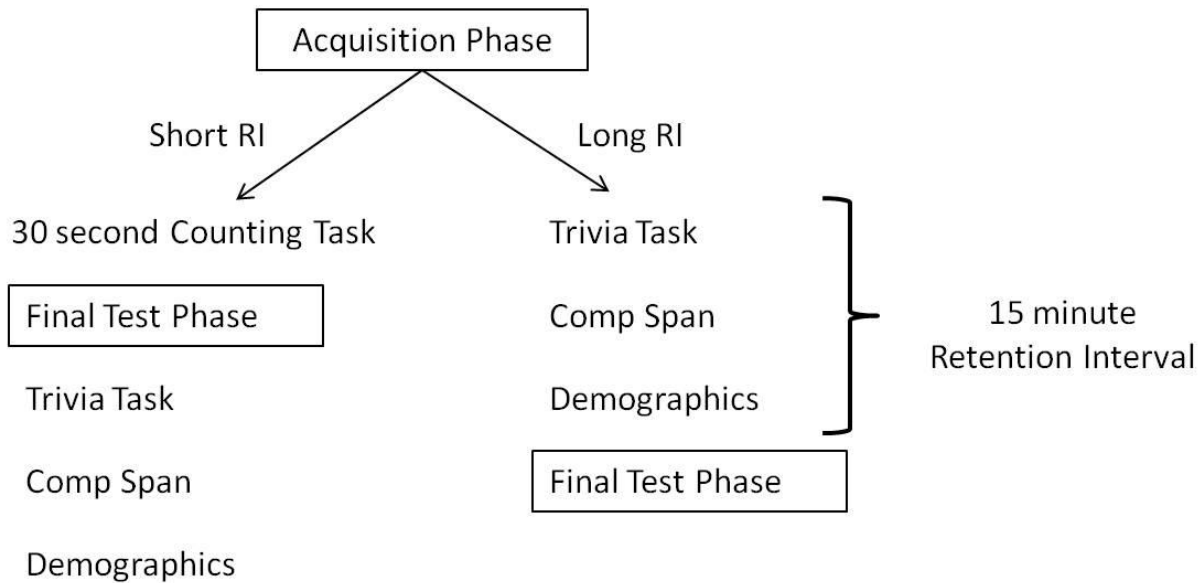 Acquisition Phase
Short RI
Long RI
30 second Counting Task
Final Test Phase
Trivia Task
Comp Span
Demographics
Trivia Task
Comp Span
Demographics
Final Test Phase
15 minute
Retention Interval